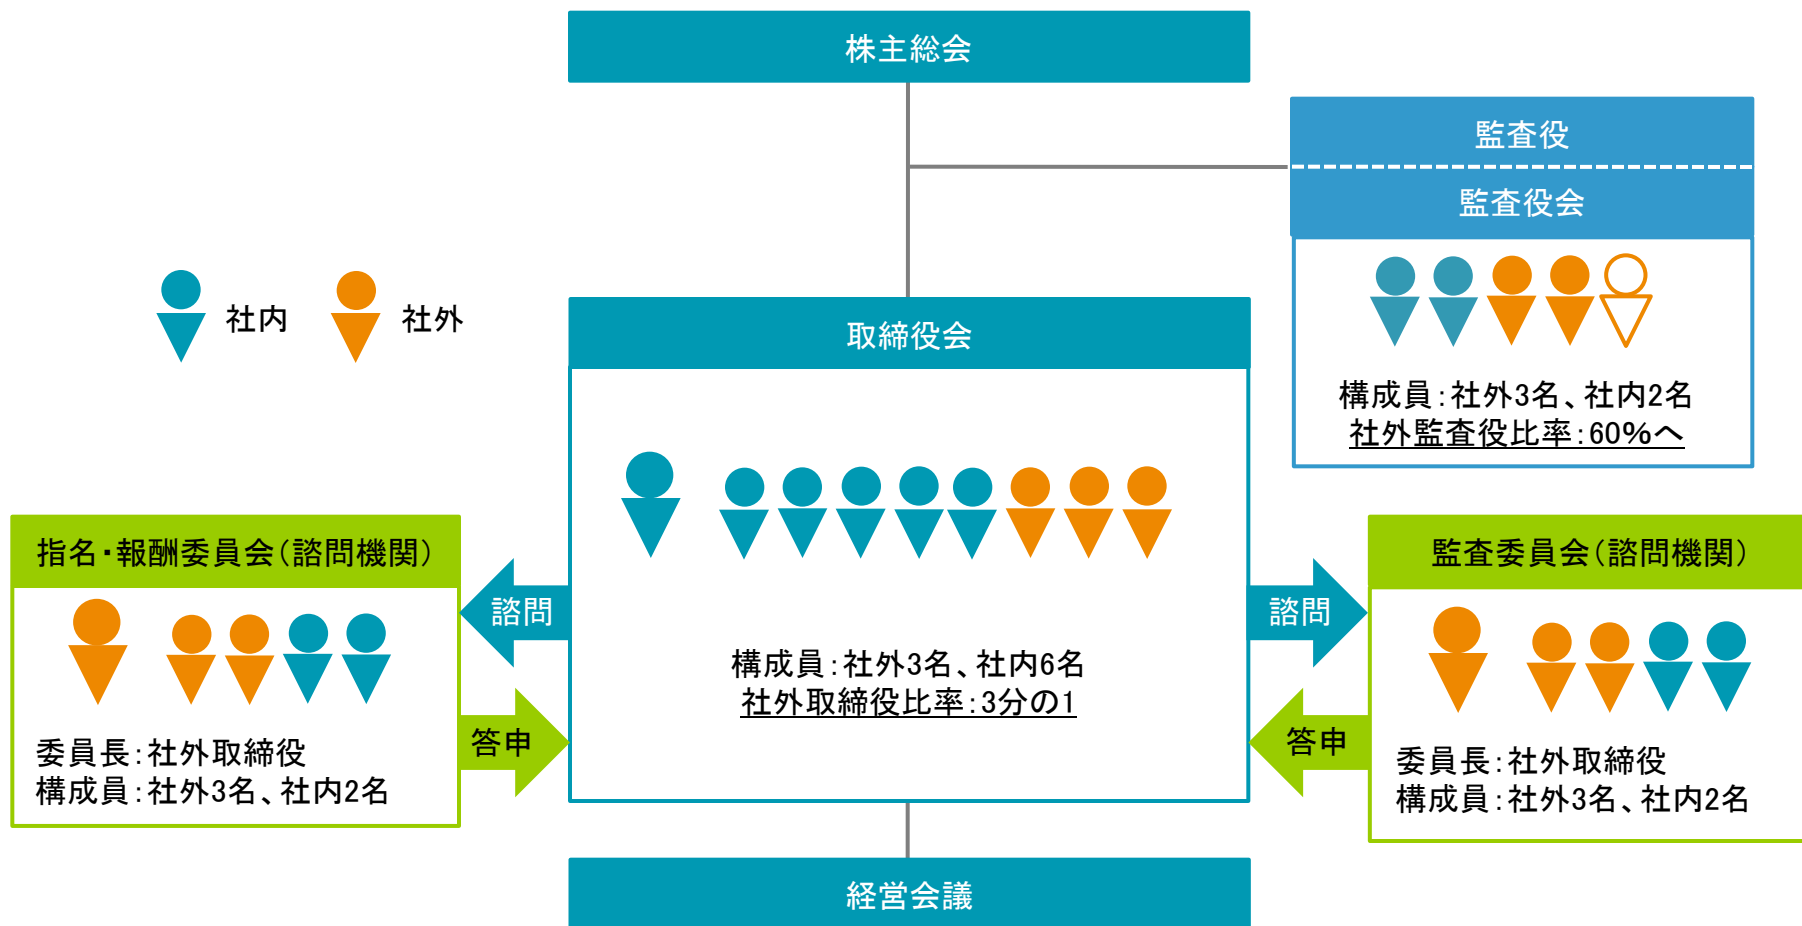 株主総会
監査役
監査役会
構成員：社外3名、社内2名
社外監査役比率：60％へ
社内
社外
取締役会
構成員：社外3名、社内6名
社外取締役比率：3分の1
指名・報酬委員会（諮問機関）
委員長：社外取締役
構成員：社外3名、社内2名
諮問
答申
諮問
答申
監査委員会（諮問機関）
委員長：社外取締役
構成員：社外3名、社内2名
経営会議